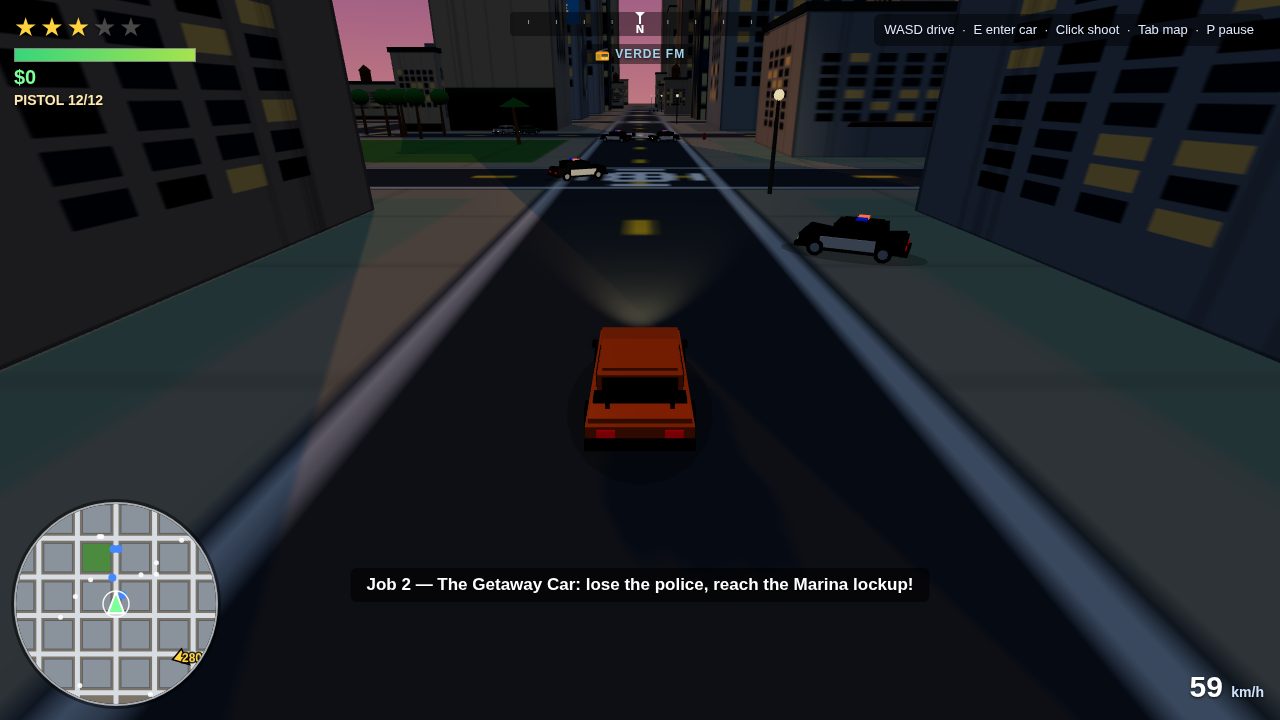 N
WASD drive · E enter car · Click shoot · Tab map · P pause
📻 VERDE FM
$0
PISTOL 12/12
Job 2 — The Getaway Car: lose the police, reach the Marina lockup!
280
59 km/h